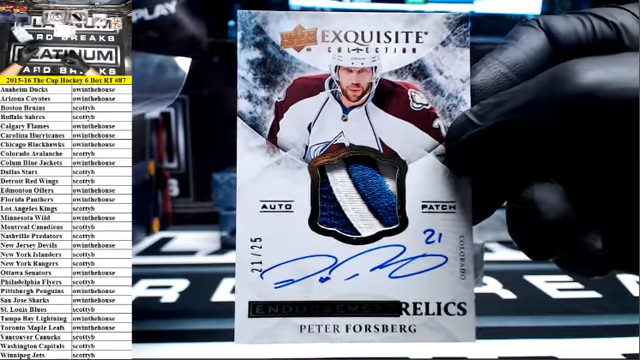 PLATINUM
CARD BREAKS
2015-16 The Cup Hockey 6 Box RT #87
Anaheim Ducks owinthehouse
Arizona Coyotes owinthehouse
Boston Bruins scottyb
Buffalo Sabres scottyb
Calgary Flames owinthehouse
Carolina Hurricanes scottyb
Chicago Blackhawks owinthehouse
Colorado Avalanche scottyb
Colum Blue Jackets scottyb
Dallas Stars scottyb
Detroit Red Wings scottyb
Edmonton Oilers owinthehouse
Florida Panthers owinthehouse
Los Angeles Kings scottyb
Minnesota Wild owinthehouse
Montreal Canadiens scottyb
Nashville Predators scottyb
New Jersey Devils owinthehouse
New York Islanders scottyb
New York Rangers scottyb
Ottawa Senators owinthehouse
Philadelphia Flyers scottyb
Pittsburgh Penguins owinthehouse
San Jose Sharks owinthehouse
St. Louis Blues scottyb
Tampa Bay Lightning owinthehouse
Toronto Maple Leafs owinthehouse
Vancouver Canucks scottyb
Washington Capitals scottyb
Winnipeg Jets scottyb
UPPER DECK
EXQUISITE
COLLECTION
AUTO
PATCH
21/25
21
COLORADO
ENDORSEMENTS RELICS
PETER FORSBERG